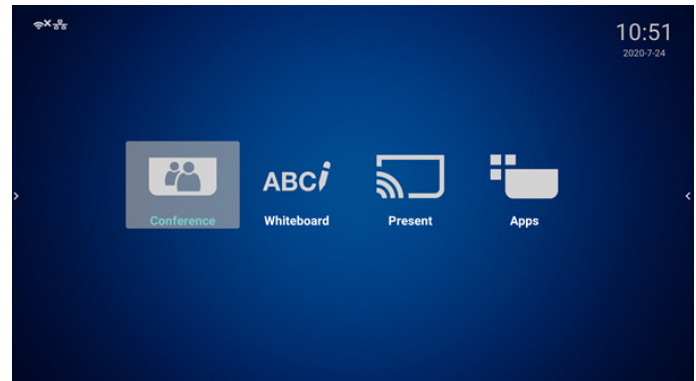 10:51
2020-7-24
ABC
Conference
Whiteboard
Present
Apps